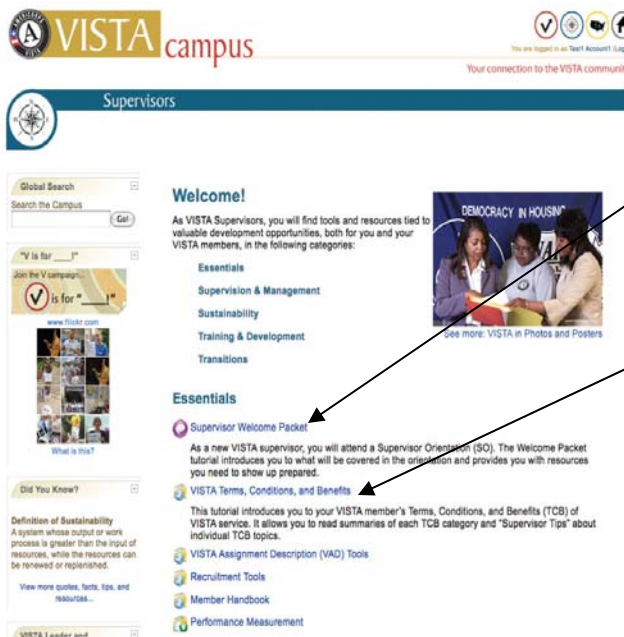 VISTA campus
You are logged in as Test1 Account1 (Log
Your connection to the VISTA communit
Supervisors
Global Search
Search the Campus
Go!
"V is for ____!"
Join the V campaign...
V is for "____!"
www.flickr.com
What is this?
Did You Know?
Definition of Sustainability
A system whose output or work
process is greater than the input of
resources, while the resources can
be renewed or replenished.
View more quotes, facts, tips, and
resources...
VISTA Leader and
Welcome!
As VISTA Supervisors, you will find tools and resources tied to
valuable development opportunities, both for you and your
VISTA members, in the following categories:
Essentials
Supervision & Management
Sustainability
Training & Development
Transitions
DEMOCRACY IN HOUSING
See more: VISTA in Photos and Posters
Essentials
Supervisor Welcome Packet
As a new VISTA supervisor, you will attend a Supervisor Orientation (SO). The Welcome Packet
tutorial introduces you to what will be covered in the orientation and provides you with resources
you need to show up prepared.
VISTA Terms, Conditions, and Benefits
This tutorial introduces you to your VISTA member's Terms, Conditions, and Benefits (TCB) of
VISTA service. It allows you to read summaries of each TCB category and "Supervisor Tips" about
individual TCB topics.
VISTA Assignment Description (VAD) Tools
Recruitment Tools
Member Handbook
Performance Measurement